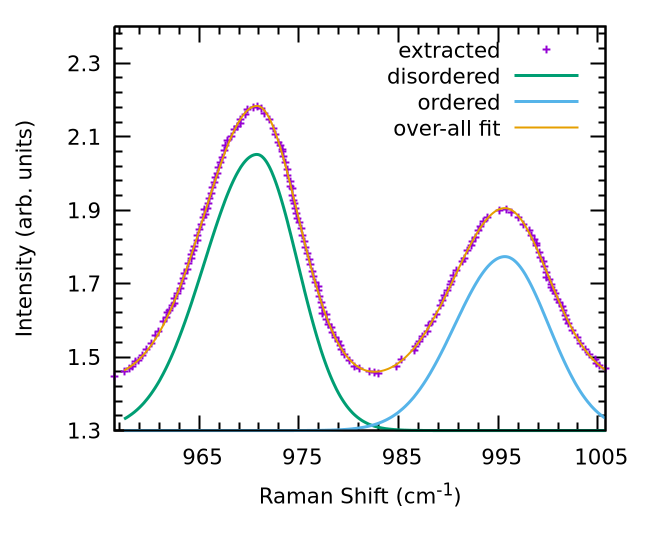 extracted
disordered
ordered
over-all fit
2.3
2.1
1.9
1.7
1.5
1.3
Intensity (arb. units)
965 975 985 995 1005
Raman Shift (cm-1)